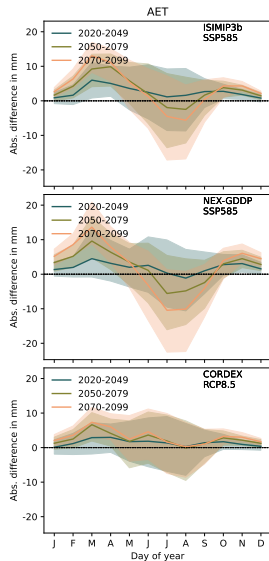 AET
ISIMIP3b
SSP585
2020-2049
2050-2079
2070-2099
Abs. difference in mm
20
10
0
-10
-20
NEX-GDDP
SSP585
2020-2049
2050-2079
2070-2099
Abs. difference in mm
20
10
0
-10
-20
CORDEX
RCP8.5
2020-2049
2050-2079
2070-2099
Abs. difference in mm
20
10
0
-10
-20
J F M A M J J A S O N D
Day of year